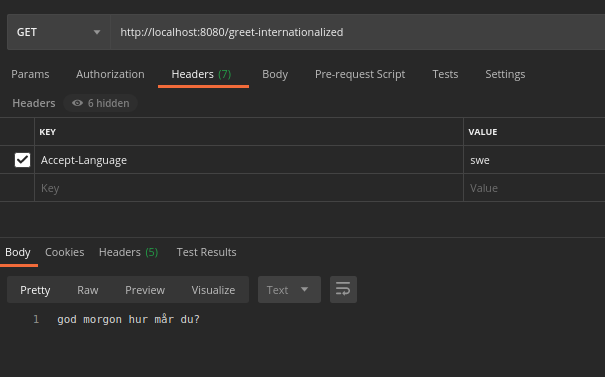 GET http://localhost:8080/greet-internationalized
Params Authorization Headers (7) Body Pre-request Script Tests Settings
Headers 6 hidden
KEY VALUE
Accept-Language swe
Key Value
Body Cookies Headers (5) Test Results
Pretty Raw Preview Visualize Text
1 god morgon hur mår du?